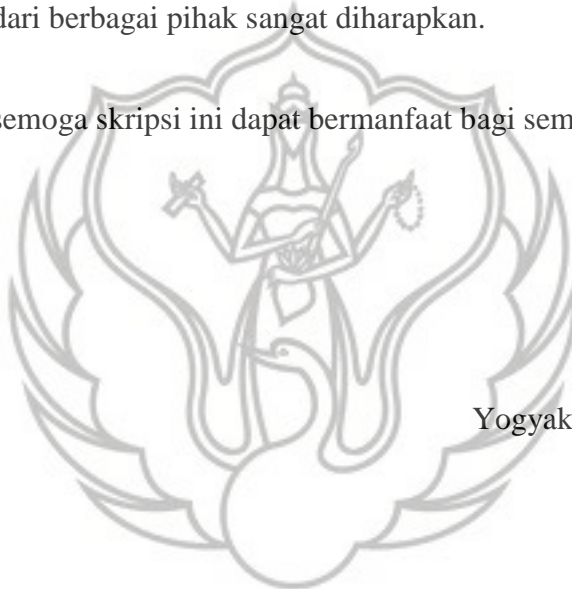 dari berbagai pihak sangat diharapkan.
semoga skripsi ini dapat bermanfaat bagi sem
Yogyak